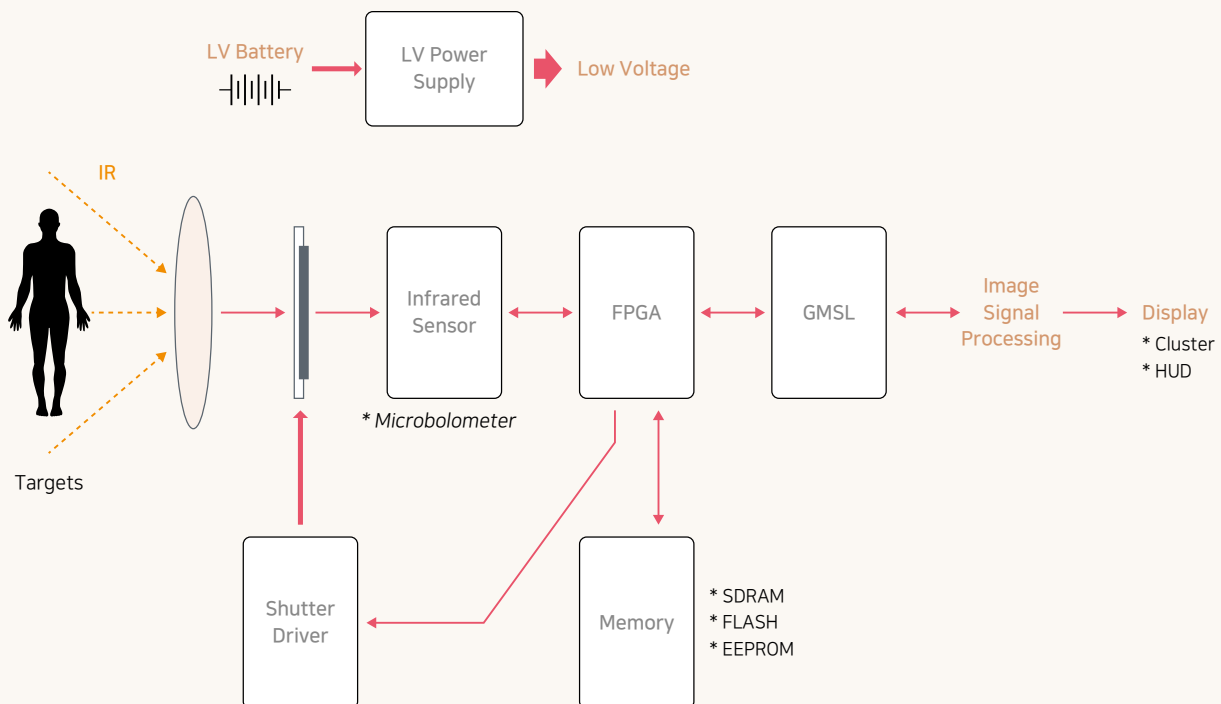 LV Battery
LV Power
Supply
Low Voltage
IR
Targets
Infrared
Sensor
* Microbolometer
FPGA
GMSL
Image
Signal
Processing
Display
* Cluster
* HUD
Shutter
Driver
Memory
* SDRAM
* FLASH
* EEPROM